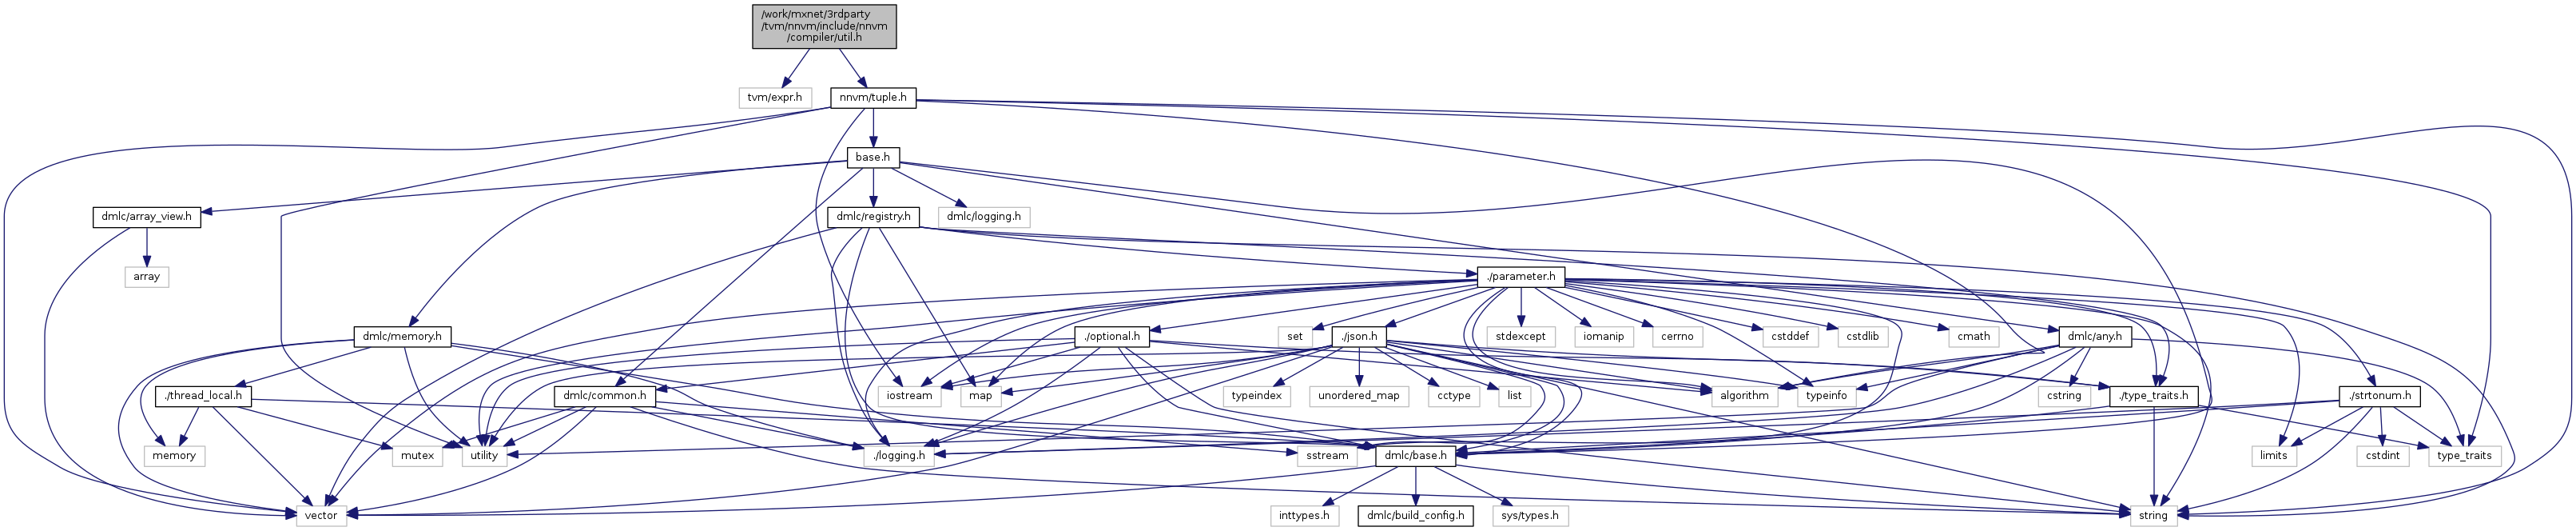 /work/mxnet/3rdparty
/tvm/nnvm/include/nnvm
/compiler/util.h
tvm/expr.h
nnvm/tuple.h
base.h
dmlc/array_view.h
dmlc/registry.h
dmlc/logging.h
array
./parameter.h
dmlc/memory.h
./optional.h
set
./json.h
stdexcept
iomanip
cerrno
cstddef
cstdlib
cmath
dmlc/any.h
./thread_local.h
dmlc/common.h
iostream
map
typeindex
unordered_map
cctype
list
algorithm
typeinfo
cstring
./type_traits.h
./strtonum.h
memory
mutex
utility
./logging.h
sstream
dmlc/base.h
limits
cstdint
type_traits
vector
inttypes.h
dmlc/build_config.h
sys/types.h
string